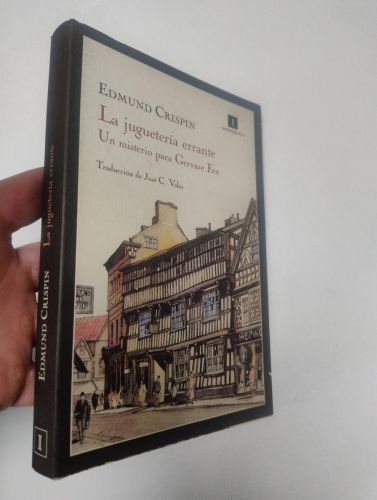 EDMUND CRISPIN
La juguetería errante
Un misterio para Gervase Fen
Traducción de José C. Vales
I
IMPEDIMENTA
La juguetería errante
EDMUND CRISPIN
I